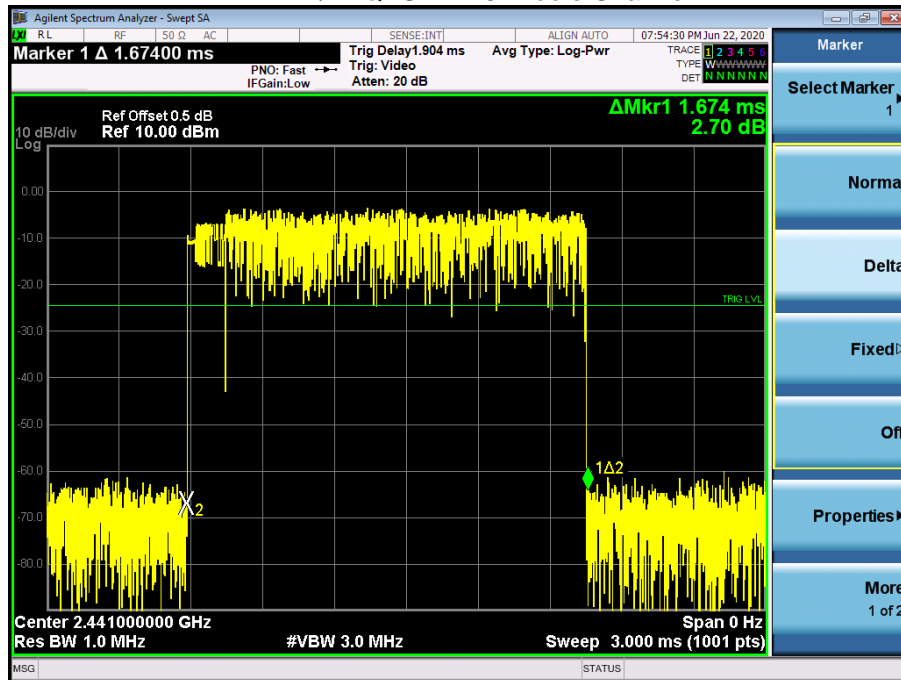 Agilent Spectrum Analyzer - Swept SA
LXI RL RF 50 Ω AC SENSE:INT ALIGN AUTO 07:54:30 PM Jun 22, 2020
Marker 1 Δ 1.67400 ms
PNO: Fast
IFGain:Low
Trig Delay1.904 ms
Trig: Video
Atten: 20 dB
Avg Type: Log-Pwr
TRACE 1 2 3 4 5 6
TYPE WWWWWW
DET N N N N N N
Marker
Select Marker
1
Norma
Delta
Fixed
Off
Properties
More
1 of 2
ΔMkr1 1.674 ms
2.70 dB
Ref Offset 0.5 dB
10 dB/div Ref 10.00 dBm
Log
0.00
-10.0
-20.0
TRIG LVL
-30.0
-40.0
-50.0
-60.0
1Δ2
2
-70.0
-80.0
Center 2.441000000 GHz Span 0 Hz
Res BW 1.0 MHz #VBW 3.0 MHz Sweep 3.000 ms (1001 pts)
MSG STATUS